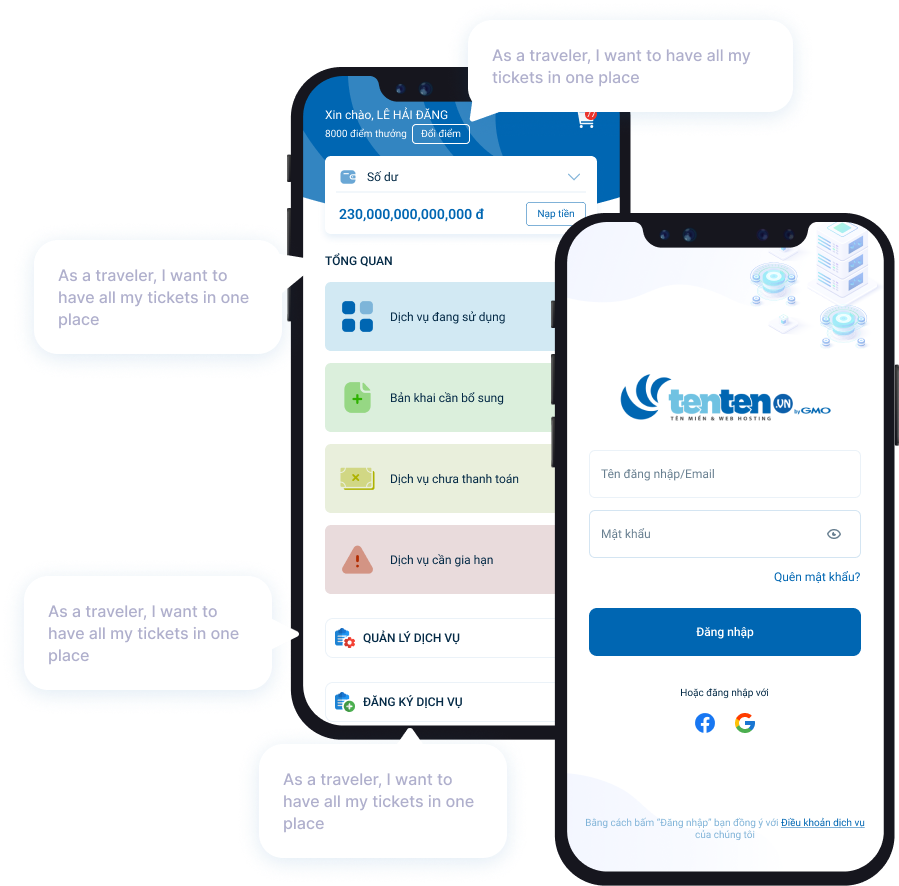 As a traveler, I want to have all my
tickets in one place
Xin chào, LÊ HẢI ĐĂNG
8000 điểm thưởng
Đổi điểm
77
Số dư
230,000,000,000,000 đ
Nạp tiền
As a traveler, I want to
have all my tickets in one
place
TỔNG QUAN
Dịch vụ đang sử dụng
Bản khai cần bổ sung
Dịch vụ chưa thanh toán
Dịch vụ cần gia hạn
As a traveler, I want to
have all my tickets in one
place
QUẢN LÝ DỊCH VỤ
ĐĂNG KÝ DỊCH VỤ
As a traveler, I want to
have all my tickets in one
place
tenten .VN by GMO
TÊN MIỀN & WEB HOSTING
Tên đăng nhập/Email
Mật khẩu
Quên mật khẩu?
Đăng nhập
Hoặc đăng nhập với
Bằng cách bấm "Đăng nhập" bạn đồng ý với Điều khoản dịch vụ
của chúng tôi